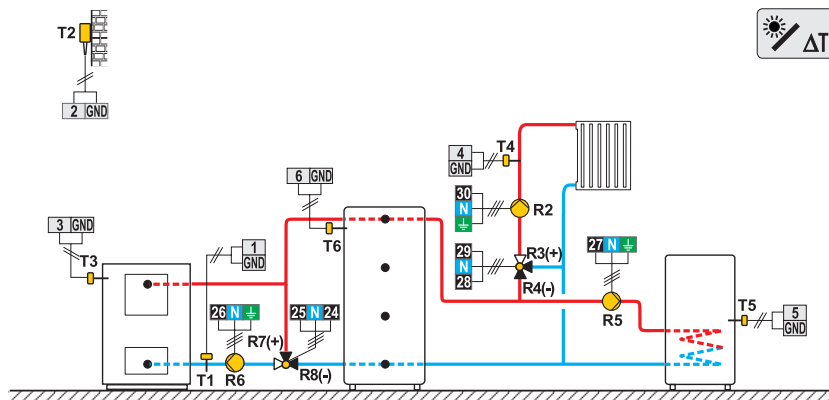 T2
ΔT
2 GND
4 T4
GND
6 GND
30
N
R2
3 GND
1
GND
T6
29
N
28
R3(+)
R4(-)
27 N
T3
T5
5
GND
26 N
25 N 24
R7(+)
R5
T1 R6
R8(-)